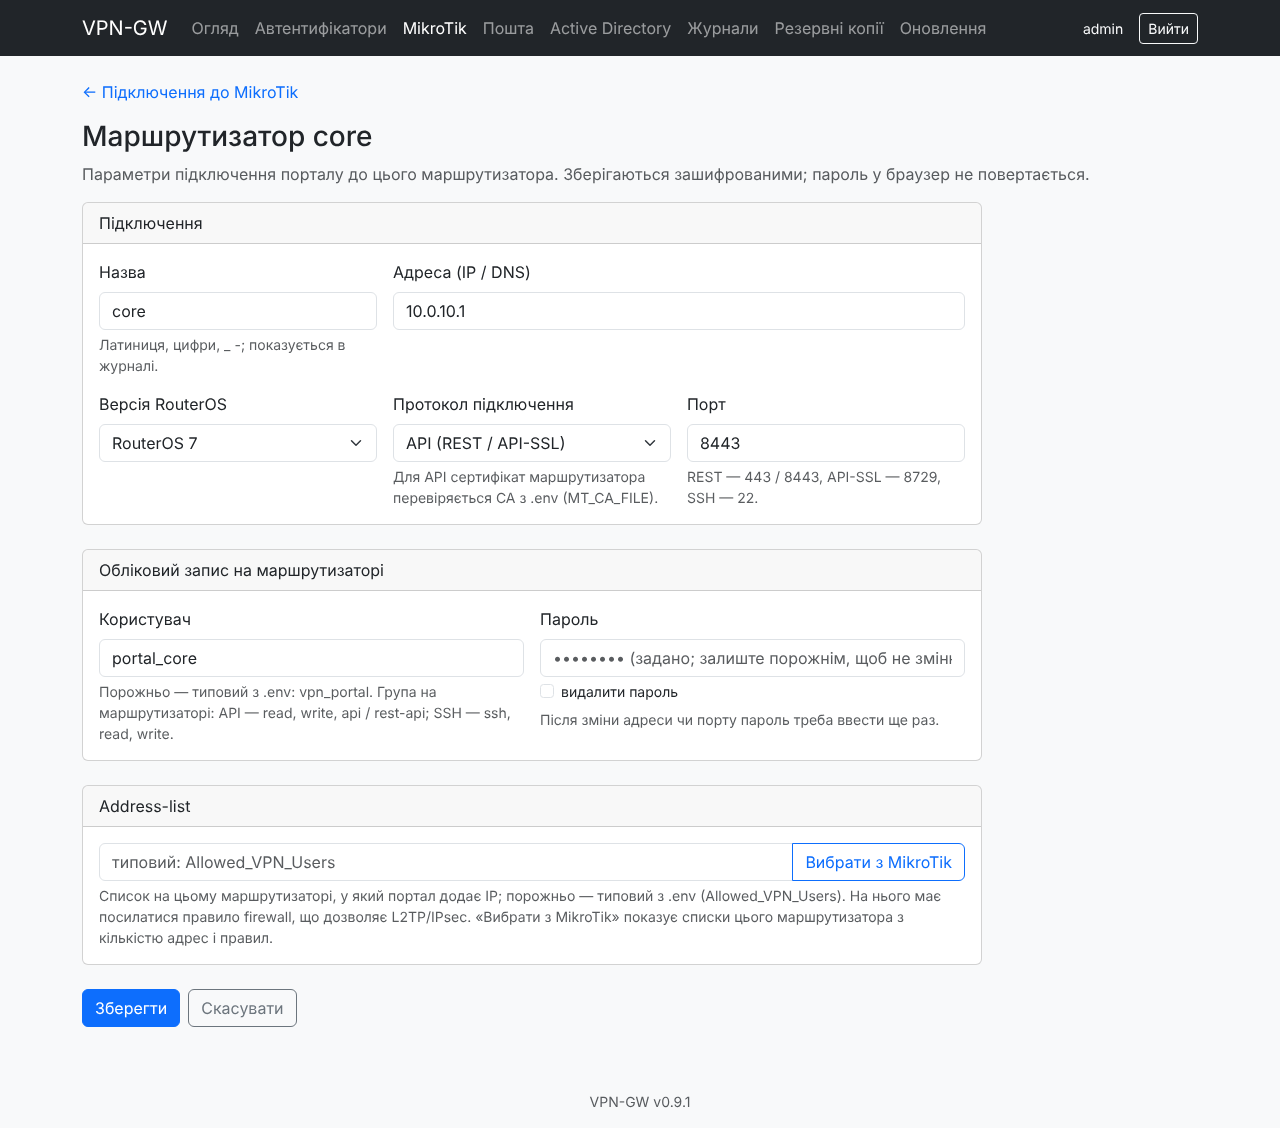 VPN-GW Огляд Автентифікатори MikroTik Пошта Active Directory Журнали Резервні копії Оновлення admin Вийти
← Підключення до MikroTik
Маршрутизатор core
Параметри підключення порталу до цього маршрутизатора. Зберігаються зашифрованими; пароль у браузер не повертається.
Підключення
Назва Адреса (IP / DNS)
core 10.0.10.1
Латиниця, цифри, _ -; показується в
журналі.
Версія RouterOS Протокол підключення Порт
RouterOS 7 API (REST / API-SSL) 8443
Для API сертифікат маршрутизатора
перевіряється CA з .env (MT_CA_FILE).
REST — 443 / 8443, API-SSL — 8729,
SSH — 22.
Обліковий запис на маршрутизаторі
Користувач Пароль
portal_core •••••••• (задано; залиште порожнім, щоб не
Порожньо — типовий з .env: vpn_portal. Група на
маршрутизаторі: API — read, write, api / rest-api; SSH — ssh,
read, write.
видалити пароль
Після зміни адреси чи порту пароль треба ввести ще раз.
Address-list
типовий: Allowed_VPN_Users Вибрати з MikroTik
Список на цьому маршрутизаторі, у який портал додає IP; порожньо — типовий з .env (Allowed_VPN_Users). На нього має
посилатися правило firewall, що дозволяє L2TP/IPsec. «Вибрати з MikroTik» показує списки цього маршрутизатора з
кількістю адрес і правил.
Зберегти Скасувати
VPN-GW v0.9.1